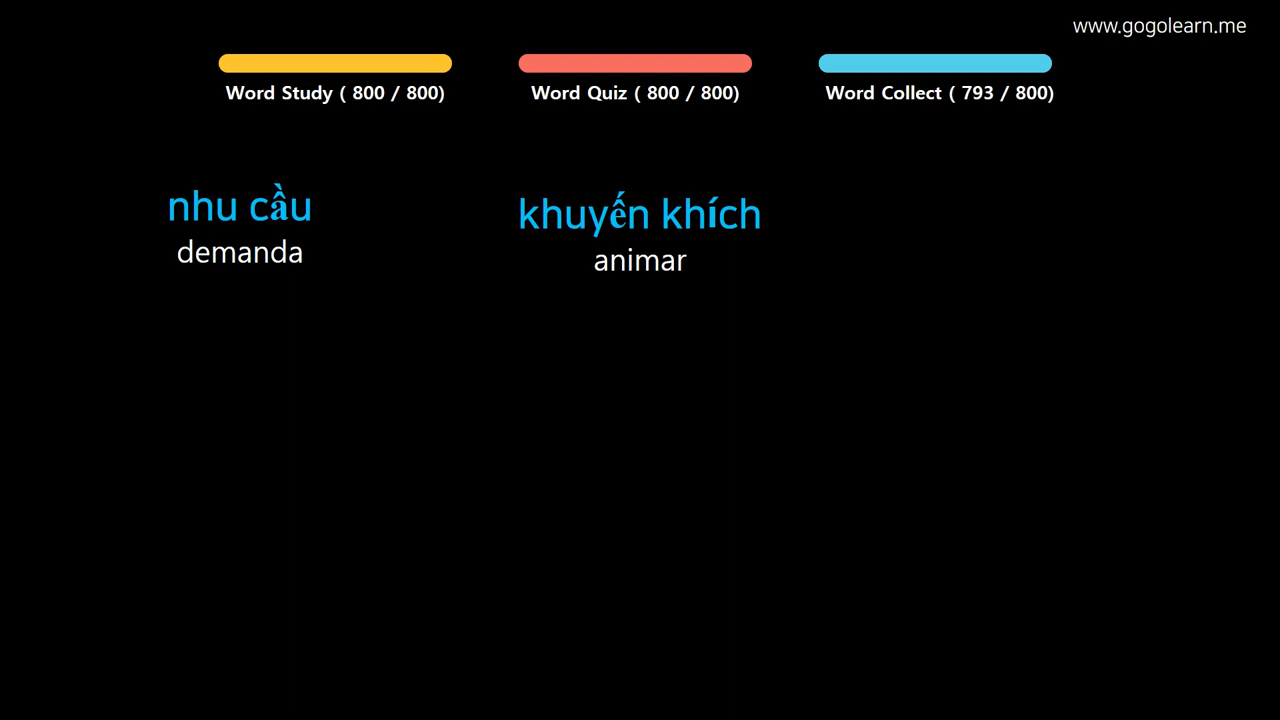 www.gogolearn.me
Word Study ( 800 / 800)
Word Quiz ( 800 / 800)
Word Collect ( 793 / 800)
nhu cầu
demanda
khuyến khích
animar